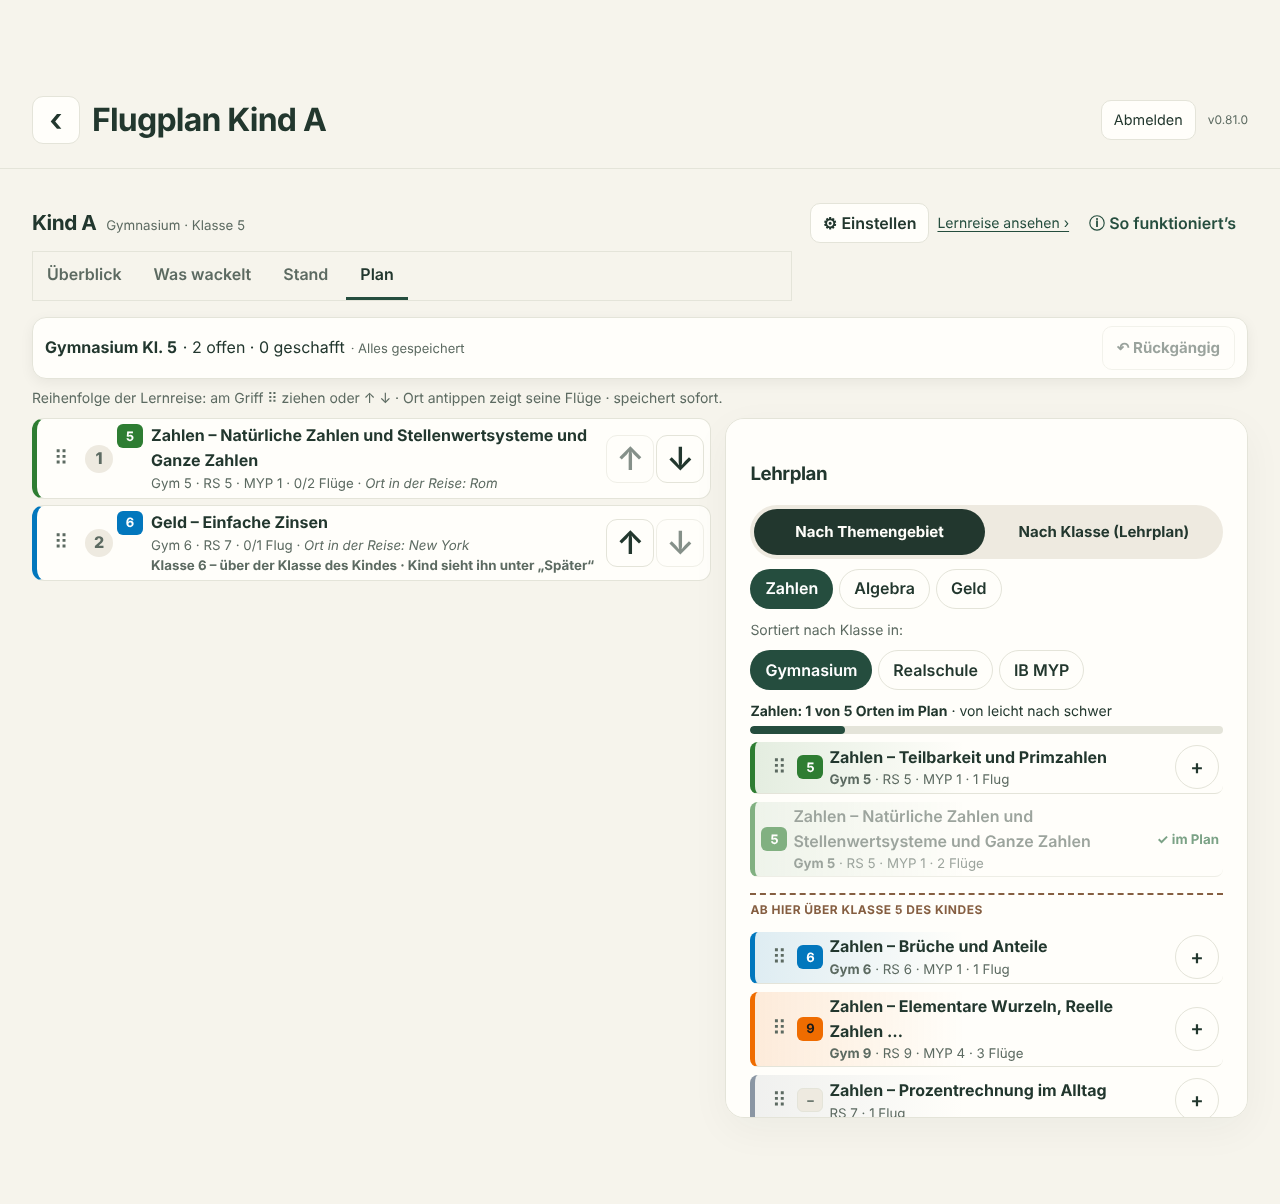 ‹ Flugplan Kind A
Abmelden v0.81.0
Kind A Gymnasium · Klasse 5
⚙ Einstellen Lernreise ansehen › ⓘ So funktioniert’s
Überblick Was wackelt Stand Plan
Gymnasium Kl. 5 · 2 offen · 0 geschafft · Alles gespeichert
↶ Rückgängig
Reihenfolge der Lernreise: am Griff ⠿ ziehen oder ↑ ↓ · Ort antippen zeigt seine Flüge · speichert sofort.
⠿ 1 5 Zahlen – Natürliche Zahlen und Stellenwertsysteme und
Ganze Zahlen
Gym 5 · RS 5 · MYP 1 · 0/2 Flüge · Ort in der Reise: Rom
↑ ↓
⠿ 2 6 Geld – Einfache Zinsen
Gym 6 · RS 7 · 0/1 Flug · Ort in der Reise: New York
Klasse 6 – über der Klasse des Kindes · Kind sieht ihn unter „Später“
↑ ↓
Lehrplan
Nach Themengebiet Nach Klasse (Lehrplan)
Zahlen Algebra Geld
Sortiert nach Klasse in:
Gymnasium Realschule IB MYP
Zahlen: 1 von 5 Orten im Plan · von leicht nach schwer
⠿ 5 Zahlen – Teilbarkeit und Primzahlen +
Gym 5 · RS 5 · MYP 1 · 1 Flug
5 Zahlen – Natürliche Zahlen und
Stellenwertsysteme und Ganze Zahlen
✓ im Plan
Gym 5 · RS 5 · MYP 1 · 2 Flüge
AB HIER ÜBER KLASSE 5 DES KINDES
⠿ 6 Zahlen – Brüche und Anteile +
Gym 6 · RS 6 · MYP 1 · 1 Flug
⠿ 9 Zahlen – Elementare Wurzeln, Reelle
Zahlen … +
Gym 9 · RS 9 · MYP 4 · 3 Flüge
⠿ – Zahlen – Prozentrechnung im Alltag +
RS 7 · 1 Flug